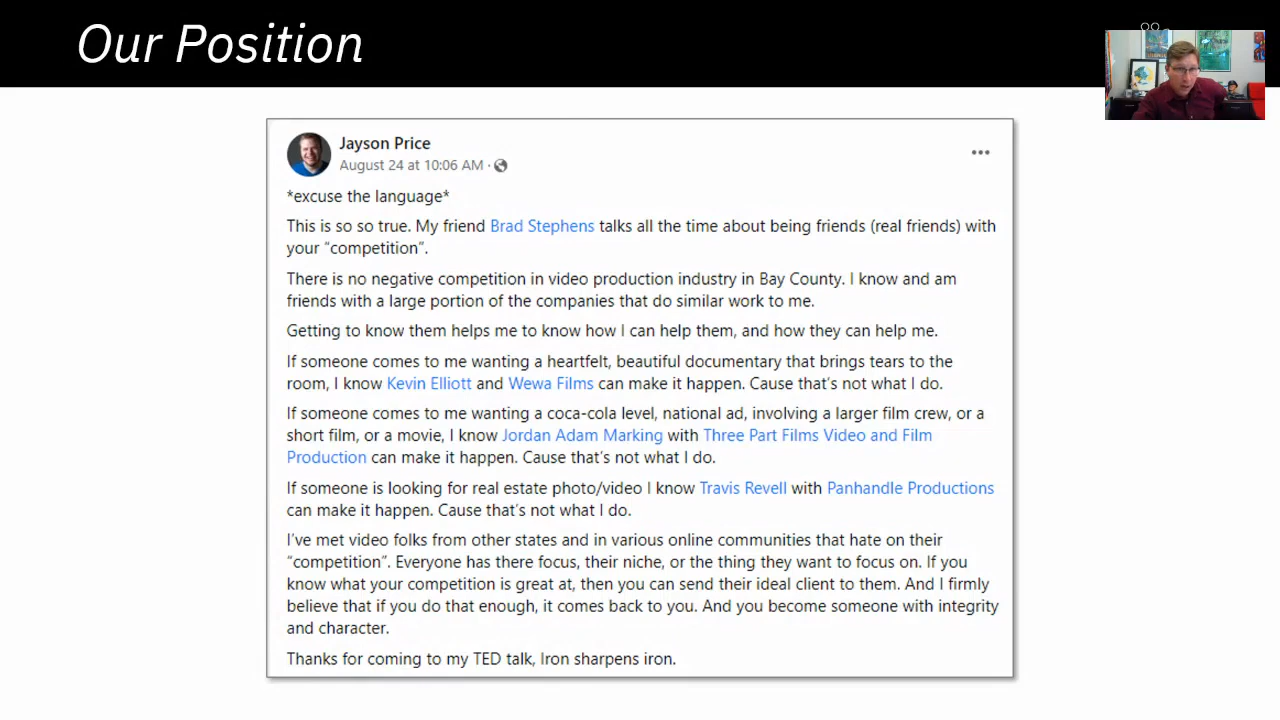 Our Position
Jayson Price
August 24 at 10:06 AM ·
*excuse the language*
This is so so true. My friend Brad Stephens talks all the time about being friends (real friends) with
your “competition”.
There is no negative competition in video production industry in Bay County. I know and am
friends with a large portion of the companies that do similar work to me.
Getting to know them helps me to know how I can help them, and how they can help me.
If someone comes to me wanting a heartfelt, beautiful documentary that brings tears to the
room, I know Kevin Elliott and Wewa Films can make it happen. Cause that’s not what I do.
If someone comes to me wanting a coca-cola level, national ad, involving a larger film crew, or a
short film, or a movie, I know Jordan Adam Marking with Three Part Films Video and Film
Production can make it happen. Cause that’s not what I do.
If someone is looking for real estate photo/video I know Travis Revell with Panhandle Productions
can make it happen. Cause that’s not what I do.
I’ve met video folks from other states and in various online communities that hate on their
“competition”. Everyone has there focus, their niche, or the thing they want to focus on. If you
know what your competition is great at, then you can send their ideal client to them. And I firmly
believe that if you do that enough, it comes back to you. And you become someone with integrity
and character.
Thanks for coming to my TED talk, Iron sharpens iron.